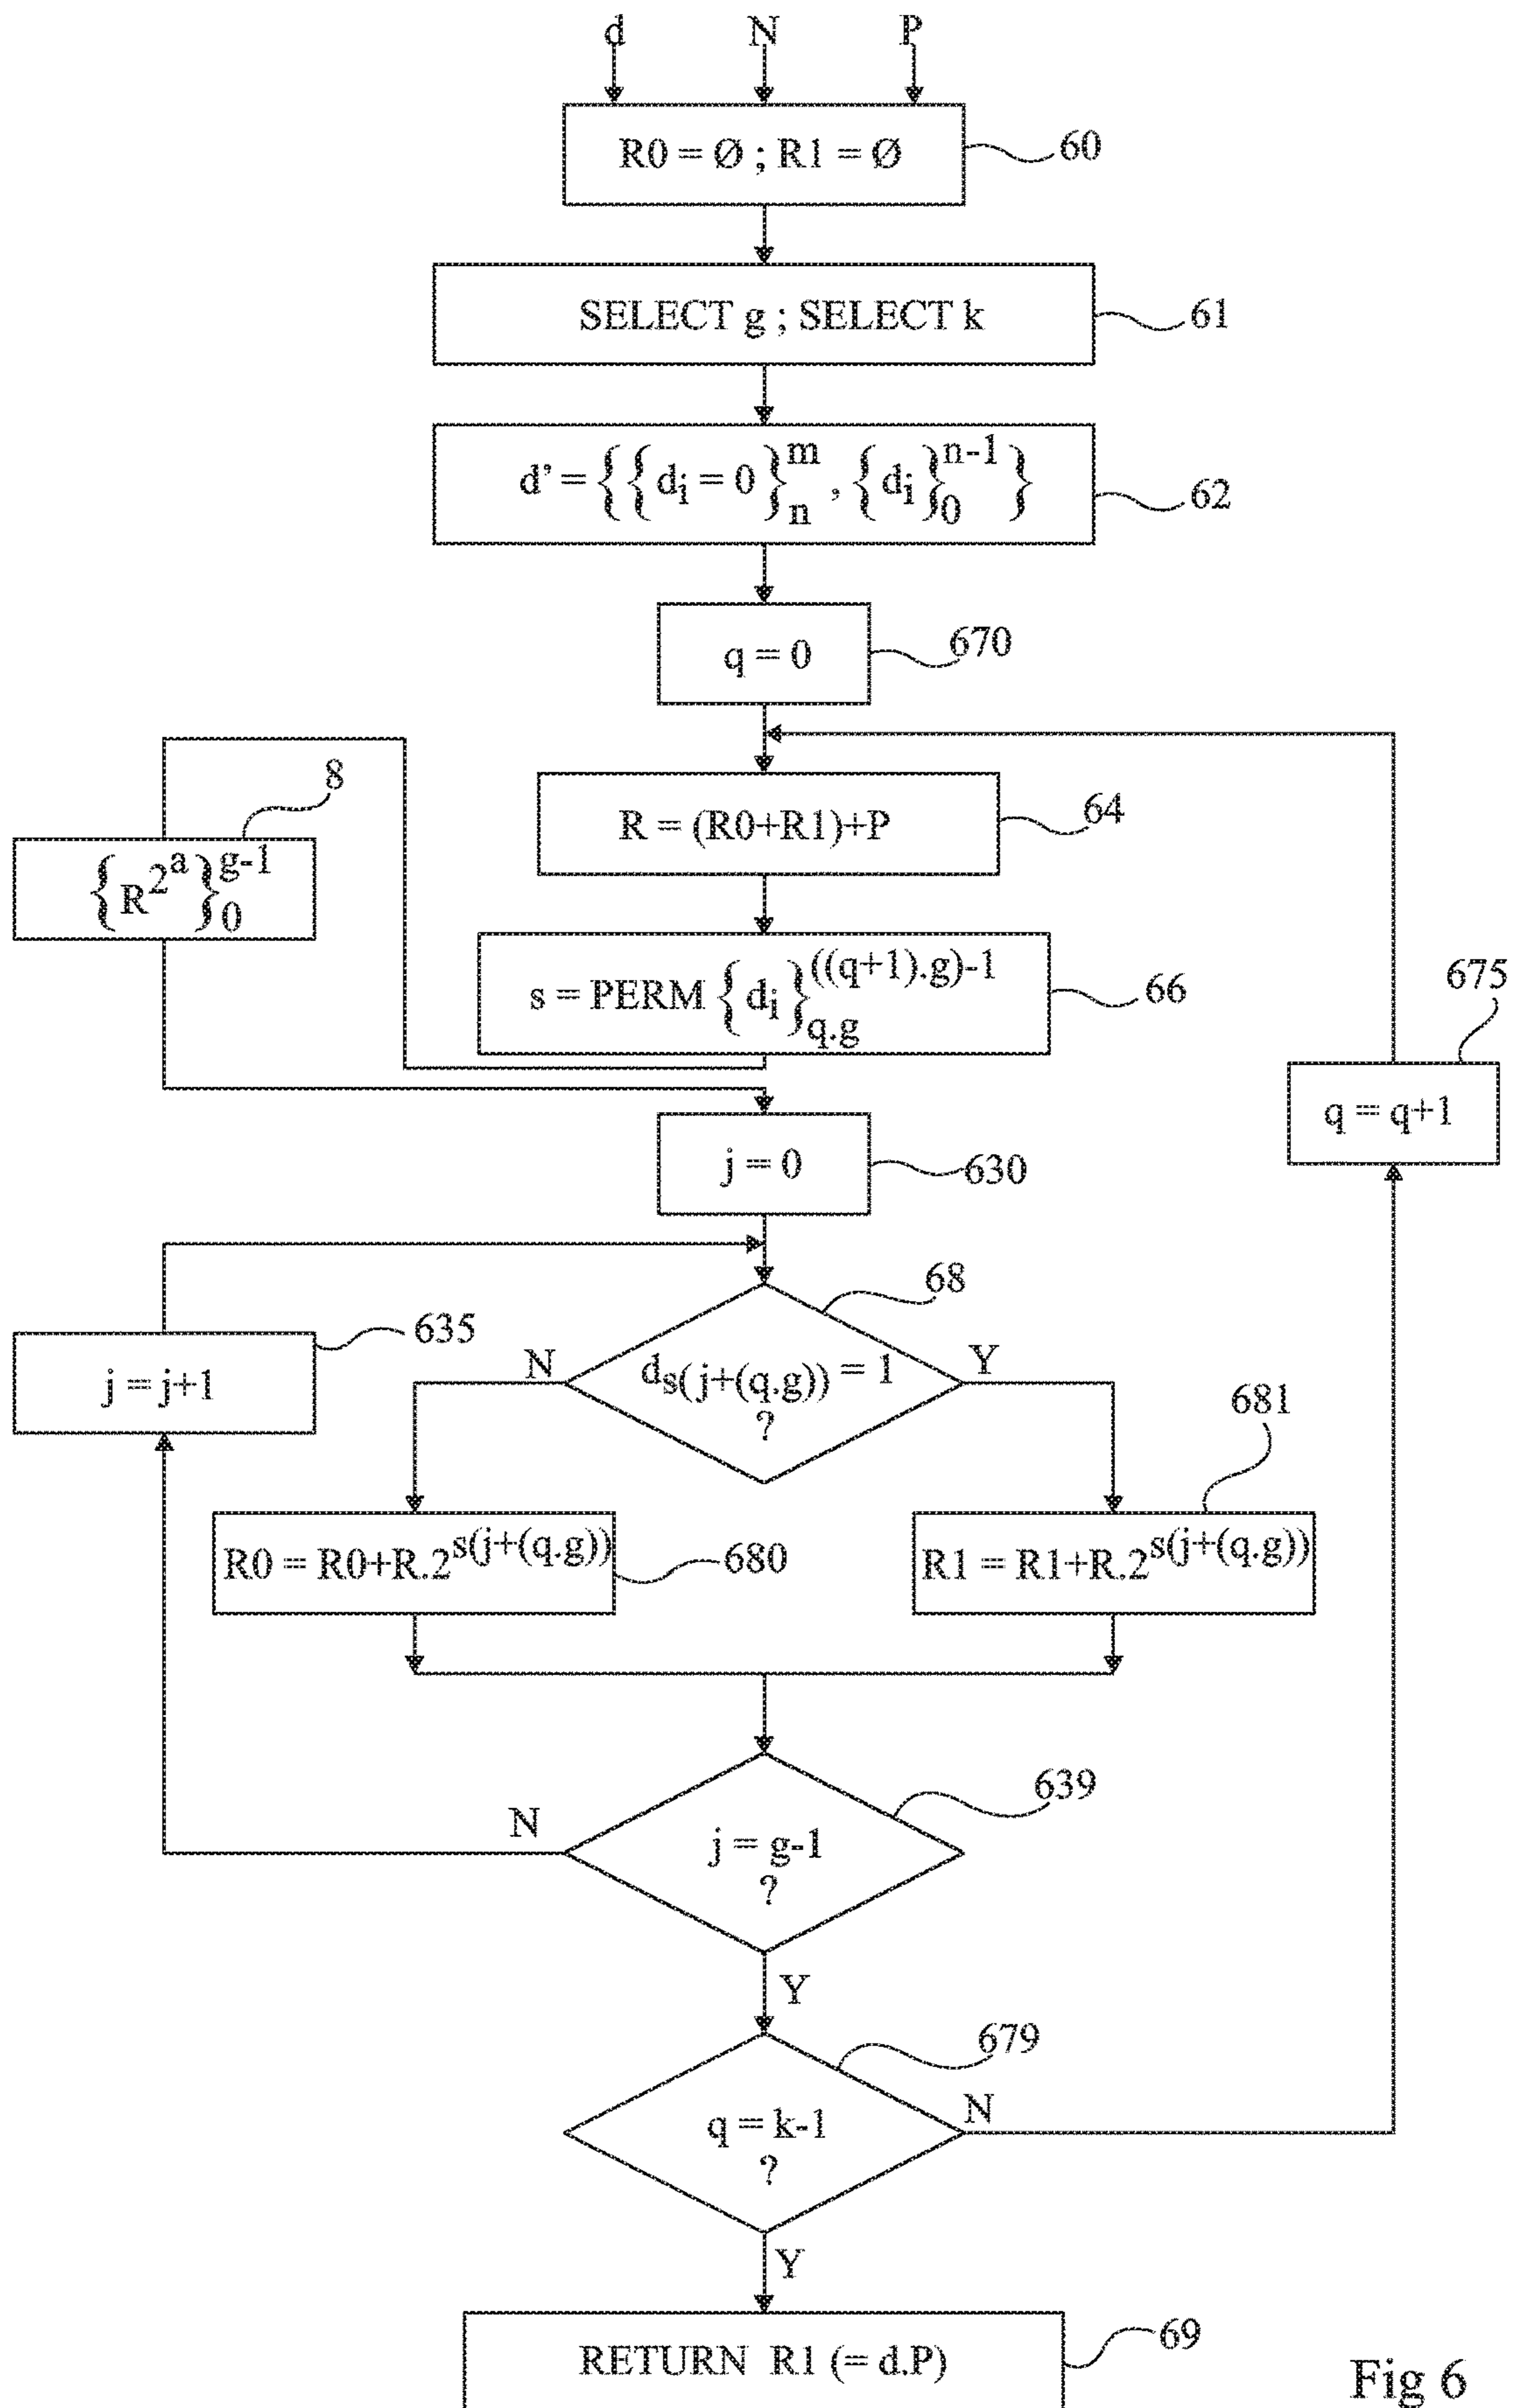 d N P
R0 = Ø ; R1 = Ø
60
SELECT g ; SELECT k
61
d' = { { d_i = 0 }_n^m , { d_i }_0^{n-1} }
62
q = 0
670
8
{ R^{2^a} }_0^{g-1}
R = (R0+R1)+P
64
s = PERM { d_i }_{q.g}^{((q+1).g)-1}
66
675
q = q+1
j = 0
630
635
j = j+1
68
N
d_{s(j+(q.g))} = 1
?
Y
681
R0 = R0+R.2^{s(j+(q.g))}
680
R1 = R1+R.2^{s(j+(q.g))}
639
N
j = g-1
?
Y
679
q = k-1
?
N
Y
RETURN R1 (= d.P)
69
Fig 6